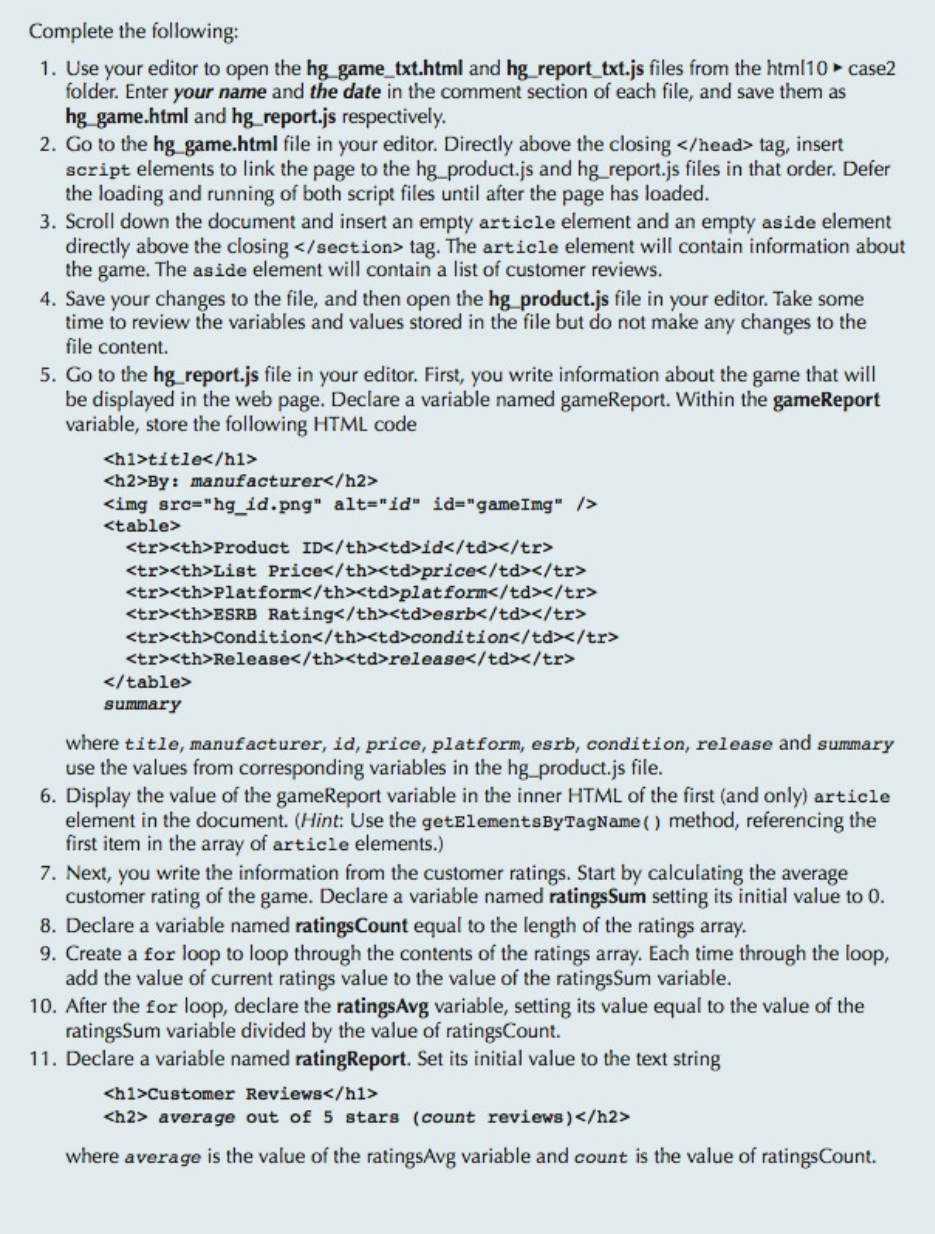 Complete the following:
1. Use your editor to open the hg_game_txt.html and hg_report_txt.js files from the html10 ▸ case2
folder. Enter your name and the date in the comment section of each file, and save them as
hg_game.html and hg_report.js respectively.
2. Go to the hg_game.html file in your editor. Directly above the closing </head> tag, insert
script elements to link the page to the hg_product.js and hg_report.js files in that order. Defer
the loading and running of both script files until after the page has loaded.
3. Scroll down the document and insert an empty article element and an empty aside element
directly above the closing </section> tag. The article element will contain information about
the game. The aside element will contain a list of customer reviews.
4. Save your changes to the file, and then open the hg_product.js file in your editor. Take some
time to review the variables and values stored in the file but do not make any changes to the
file content.
5. Go to the hg_report.js file in your editor. First, you write information about the game that will
be displayed in the web page. Declare a variable named gameReport. Within the gameReport
variable, store the following HTML code
<h1>title</h1>
<h2>By: manufacturer</h2>
<img src="hg_id.png" alt="id" id="gameImg" />
<table>
<tr><th>Product ID</th><td>id</td></tr>
<tr><th>List Price</th><td>price</td></tr>
<tr><th>Platform</th><td>platform</td></tr>
<tr><th>ESRB Rating</th><td>esrb</td></tr>
<tr><th>Condition</th><td>condition</td></tr>
<tr><th>Release</th><td>release</td></tr>
</table>
summary
where title, manufacturer, id, price, platform, esrb, condition, release and summary
use the values from corresponding variables in the hg_product.js file.
6. Display the value of the gameReport variable in the inner HTML of the first (and only) article
element in the document. (Hint: Use the getElementsByTagName() method, referencing the
first item in the array of article elements.)
7. Next, you write the information from the customer ratings. Start by calculating the average
customer rating of the game. Declare a variable named ratingsSum setting its initial value to 0.
8. Declare a variable named ratingsCount equal to the length of the ratings array.
9. Create a for loop to loop through the contents of the ratings array. Each time through the loop,
add the value of current ratings value to the value of the ratingsSum variable.
10. After the for loop, declare the ratingsAvg variable, setting its value equal to the value of the
ratingsSum variable divided by the value of ratingsCount.
11. Declare a variable named ratingReport. Set its initial value to the text string
<h1>Customer Reviews</h1>
<h2> average out of 5 stars (count reviews)</h2>
where average is the value of the ratingsAvg variable and count is the value of ratingsCount.